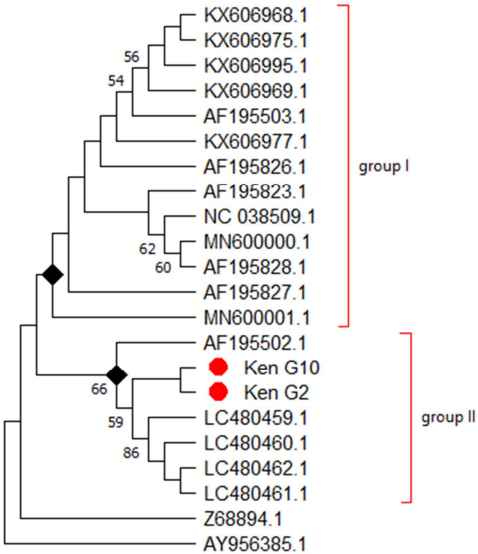 KX606968.1
KX606975.1
56
KX606995.1
54
KX606969.1
AF195503.1
KX606977.1
AF195826.1
group I
AF195823.1
NC 038509.1
MN600000.1
62
60
AF195828.1
AF195827.1
MN600001.1
AF195502.1
Ken G10
66
Ken G2
59
LC480459.1
group II
LC480460.1
86
LC480462.1
LC480461.1
Z68894.1
AY956385.1